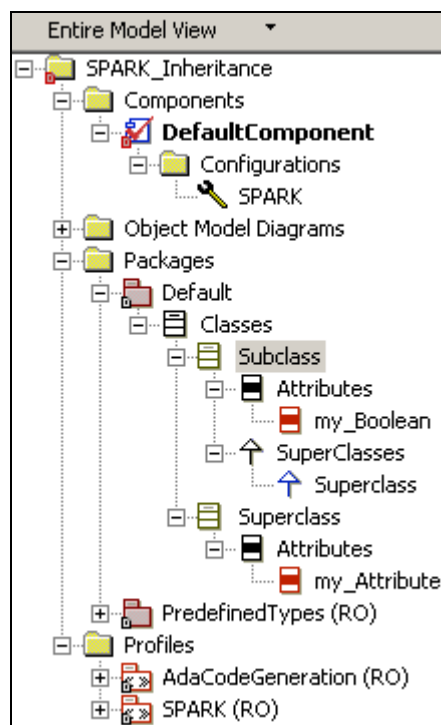 Entire Model View
SPARK_Inheritance
Components
DefaultComponent
Configurations
SPARK
Object Model Diagrams
Packages
Default
Classes
Subclass
Attributes
my_Boolean
SuperClasses
Superclass
Superclass
Attributes
my_Attribute
PredefinedTypes (RO)
Profiles
AdaCodeGeneration (RO)
SPARK (RO)